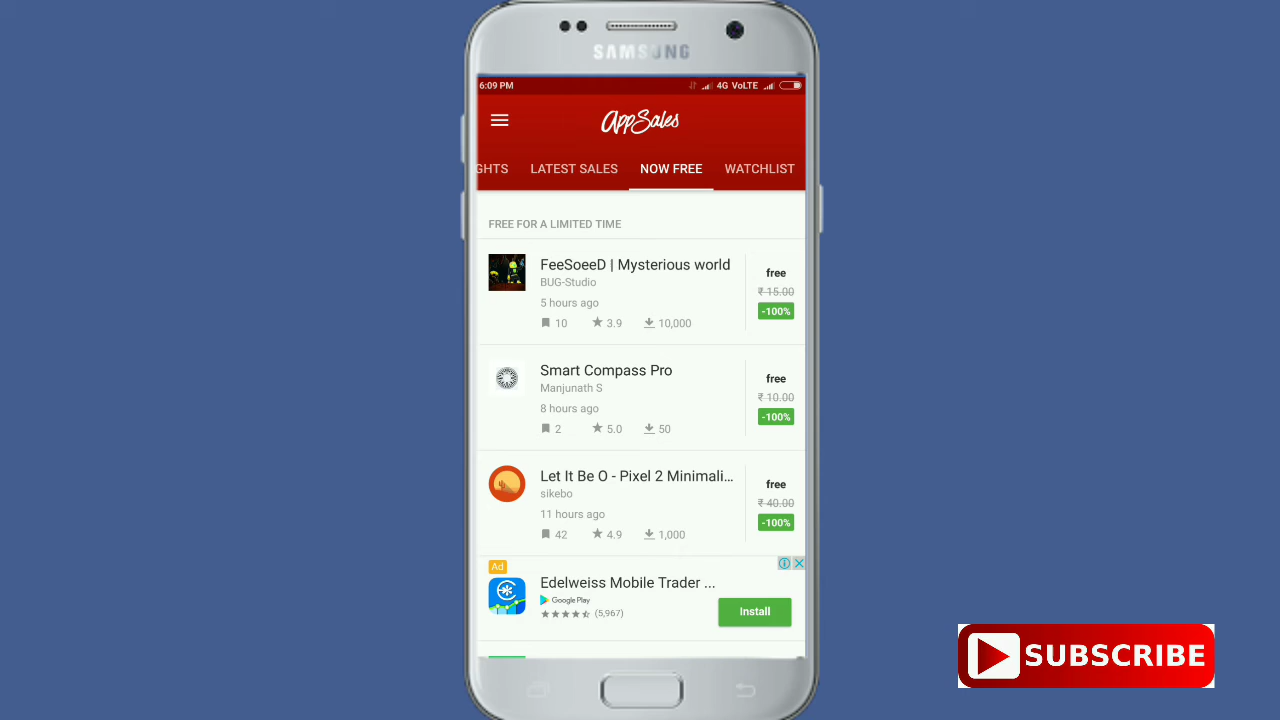 SAMSUNG
6:09 PM
4G VoLTE
AppSales
GHTS
LATEST SALES
NOW FREE
WATCHLIST
FREE FOR A LIMITED TIME
FeeSoeeD | Mysterious world
BUG-Studio
5 hours ago
10
3.9
10,000
free
₹ 15.00
-100%
Smart Compass Pro
Manjunath S
8 hours ago
2
5.0
50
free
₹ 10.00
-100%
Let It Be O - Pixel 2 Minimali...
sikebo
11 hours ago
42
4.9
1,000
free
₹ 40.00
-100%
Ad
Edelweiss Mobile Trader ...
Google Play
(5,967)
Install
SUBSCRIBE